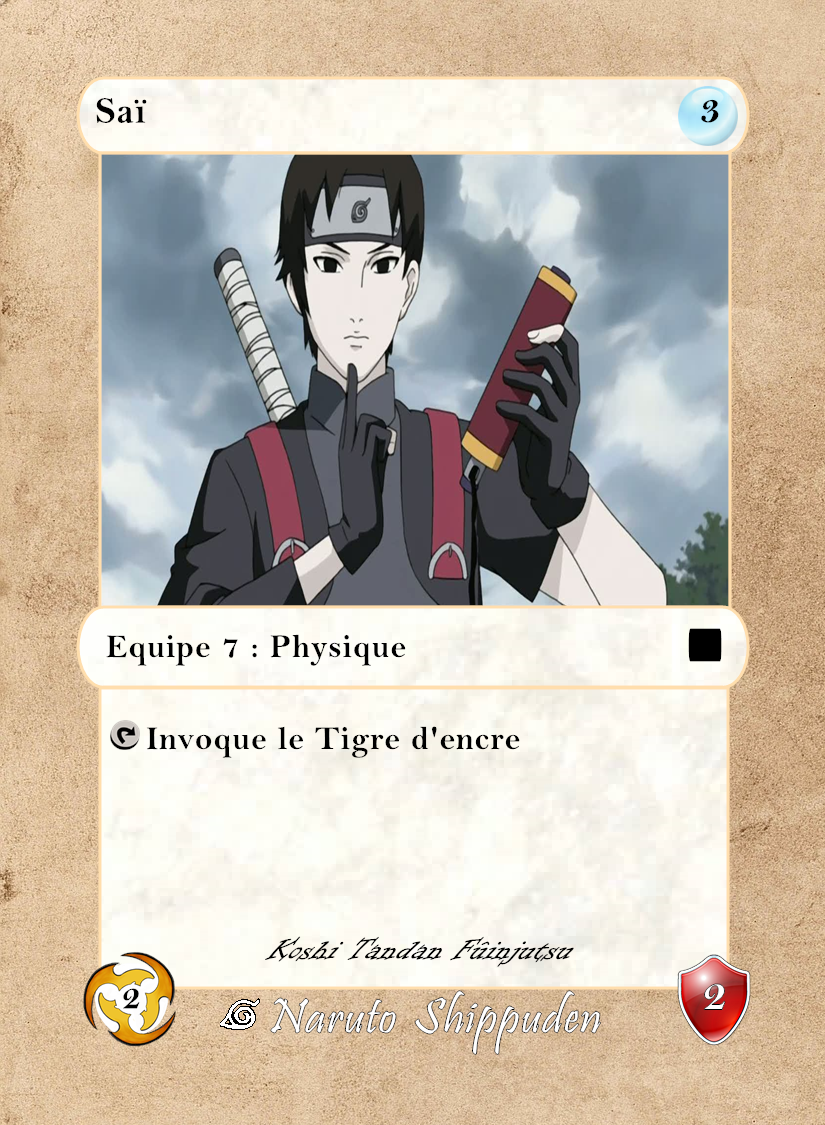 Saï
3
Equipe 7 : Physique
Invoque le Tigre d'encre
Koshi Tandan Fûinjutsu
2
2
Naruto Shippuden